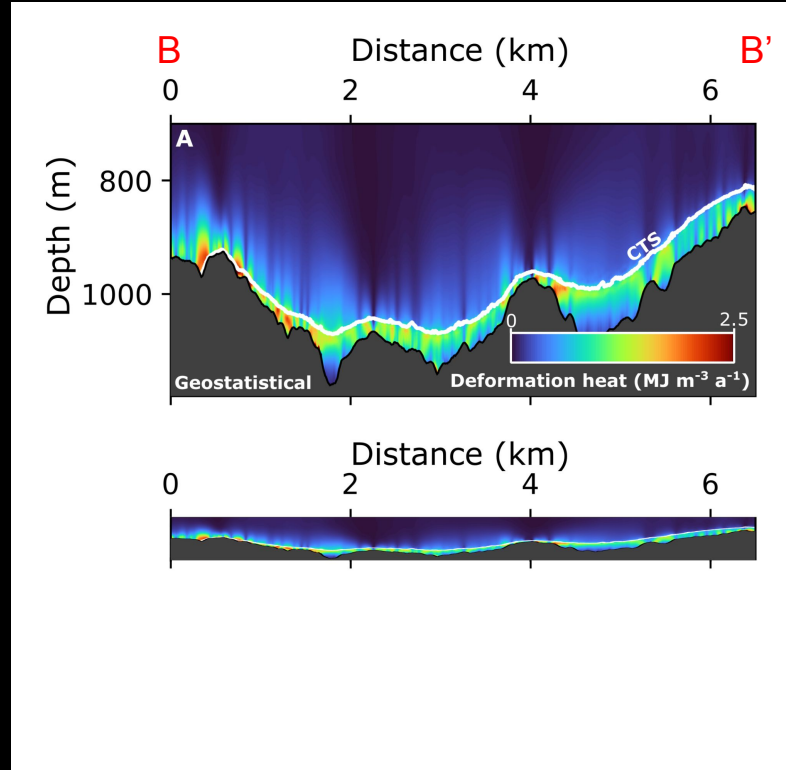 B Distance (km) B’
0 2 4 6
A
Depth (m)
800
1000
CTS
0 2.5
Geostatistical Deformation heat (MJ m⁻³ a⁻¹)
Distance (km)
0 2 4 6